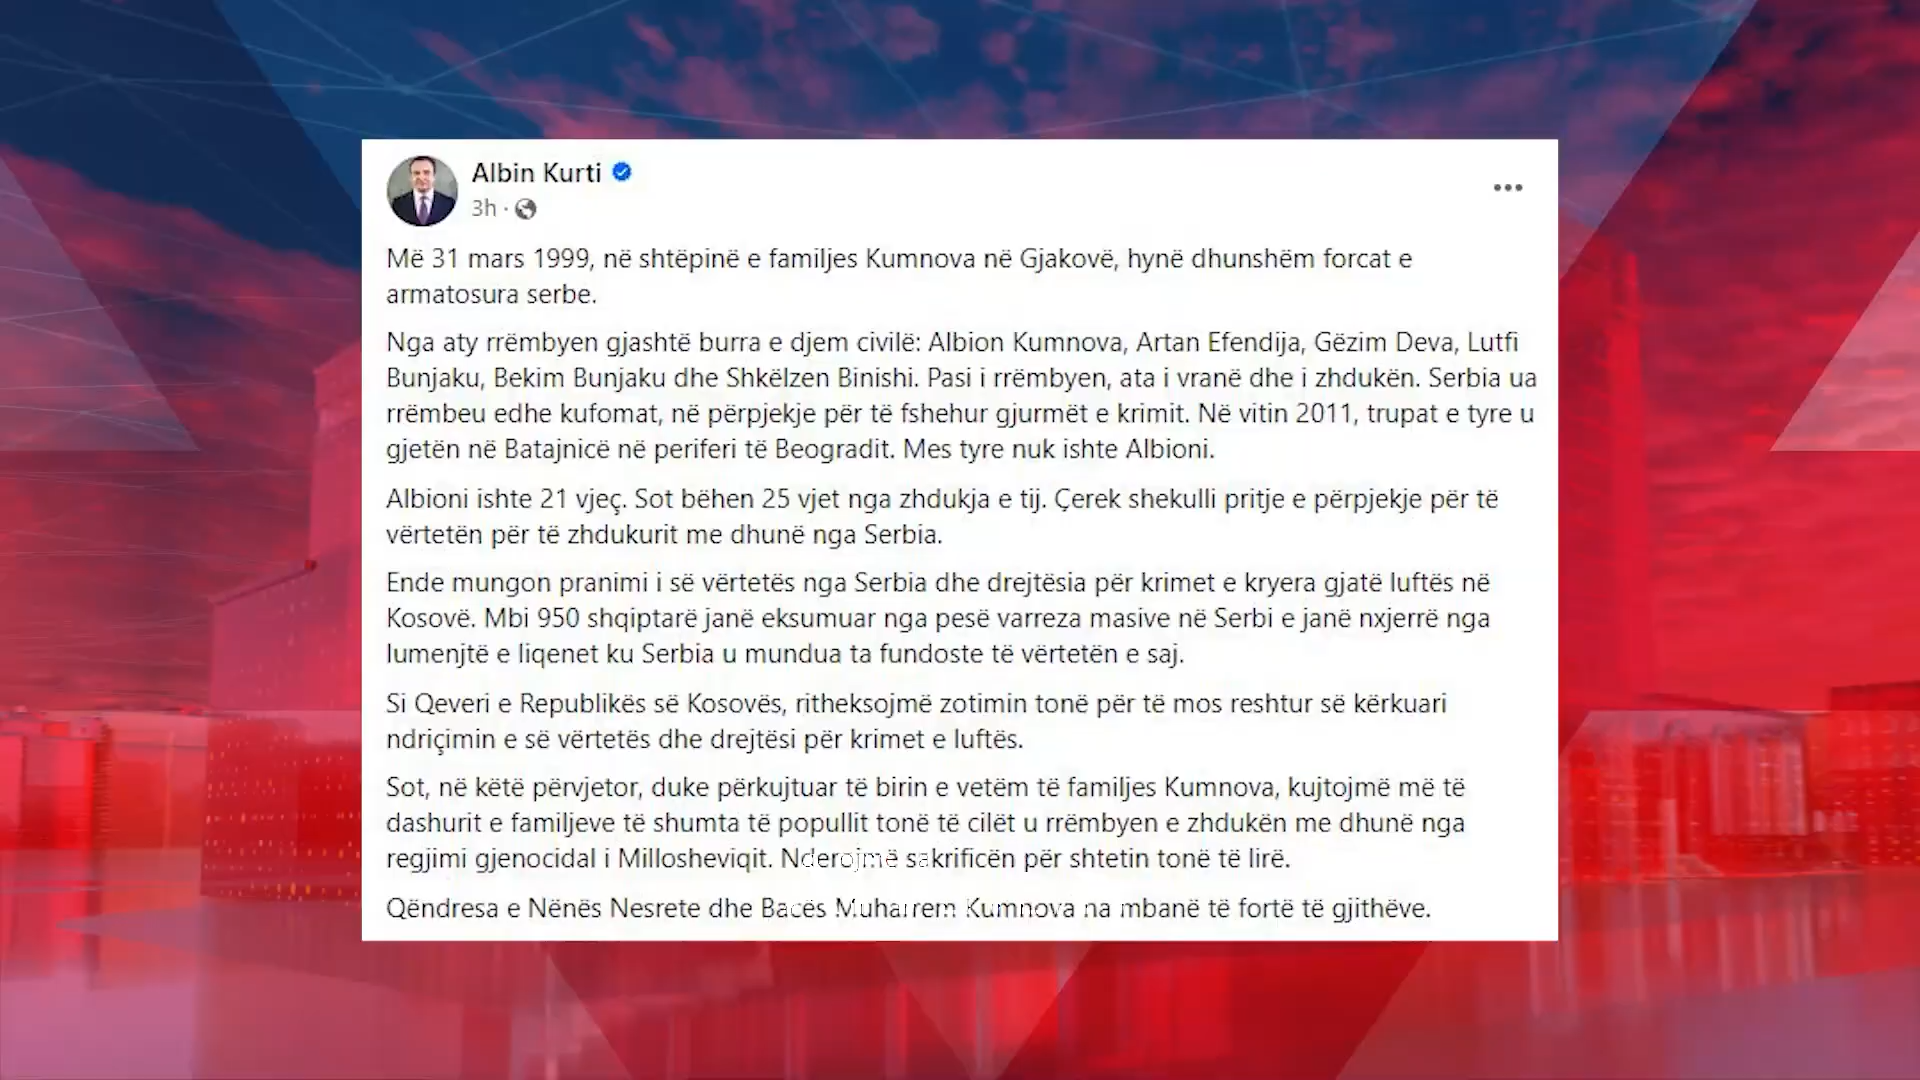 Albin Kurti
3h ·
Më 31 mars 1999, në shtëpinë e familjes Kumnova në Gjakovë, hynë dhunshëm forcat e
armatosura serbe.
Nga aty rrëmbyen gjashtë burra e djem civilë: Albion Kumnova, Artan Efendija, Gëzim Deva, Lutfi
Bunjaku, Bekim Bunjaku dhe Shkëlzen Binishi. Pasi i rrëmbyen, ata i vranë dhe i zhdukën. Serbia ua
rrëmbeu edhe kufomat, në përpjekje për të fshehur gjurmët e krimit. Në vitin 2011, trupat e tyre u
gjetën në Batajnicë në periferi të Beogradit. Mes tyre nuk ishte Albioni.
Albioni ishte 21 vjeç. Sot bëhen 25 vjet nga zhdukja e tij. Çerek shekulli pritje e përpjekje për të
vërtetën për të zhdukurit me dhunë nga Serbia.
Ende mungon pranimi i së vërtetës nga Serbia dhe drejtësia për krimet e kryera gjatë luftës në
Kosovë. Mbi 950 shqiptarë janë eksumuar nga pesë varreza masive në Serbi e janë nxjerrë nga
lumenjtë e liqenet ku Serbia u mundua ta fundoste të vërtetën e saj.
Si Qeveri e Republikës së Kosovës, ritheksojmë zotimin tonë për të mos reshtur së kërkuari
ndriçimin e së vërtetës dhe drejtësi për krimet e luftës.
Sot, në këtë përvjetor, duke përkujtuar të birin e vetëm të familjes Kumnova, kujtojmë më të
dashurit e familjeve të shumta të popullit tonë të cilët u rrëmbyen e zhdukën me dhunë nga
regjimi gjenocidal i Millosheviqit. Nderojmë sakrificën për shtetin tonë të lirë.
Qëndresa e Nënës Nesrete dhe Bacës Muharrem Kumnova na mbanë të fortë të gjithëve.